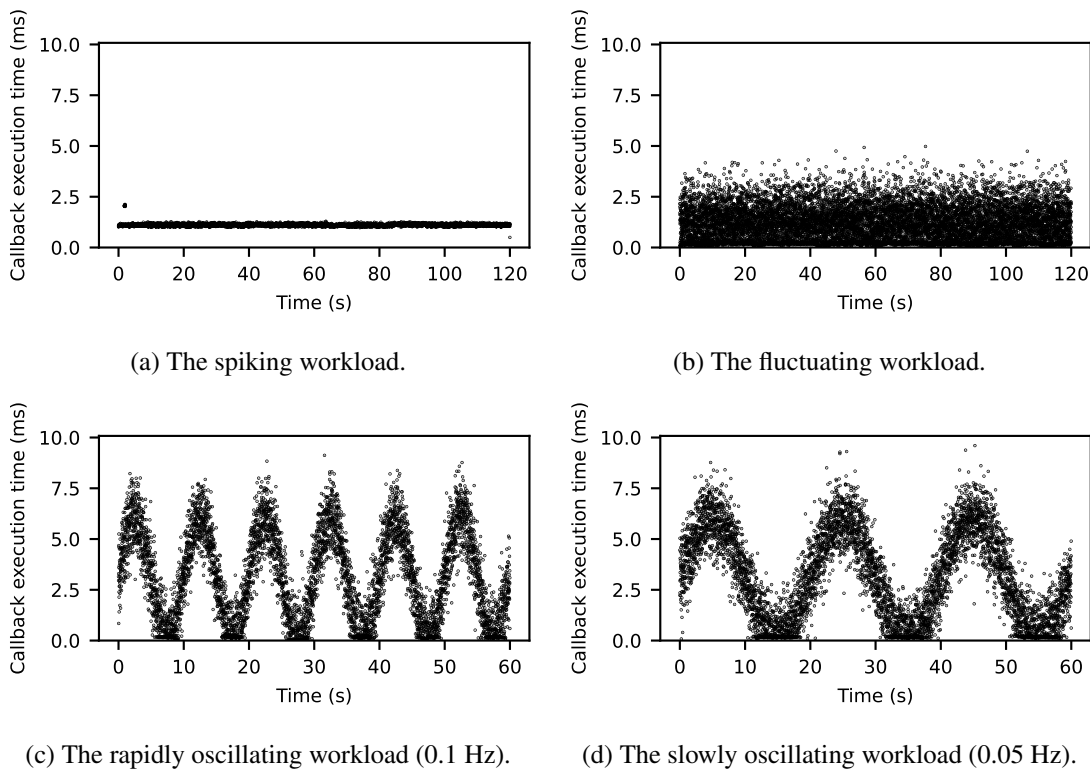 Callback execution time (ms)
10.0
7.5
5.0
2.5
0.0
0 20 40 60 80 100 120
Time (s)
(a) The spiking workload.
Callback execution time (ms)
10.0
7.5
5.0
2.5
0.0
0 20 40 60 80 100 120
Time (s)
(b) The fluctuating workload.
Callback execution time (ms)
10.0
7.5
5.0
2.5
0.0
0 10 20 30 40 50 60
Time (s)
(c) The rapidly oscillating workload (0.1 Hz).
Callback execution time (ms)
10.0
7.5
5.0
2.5
0.0
0 10 20 30 40 50 60
Time (s)
(d) The slowly oscillating workload (0.05 Hz).